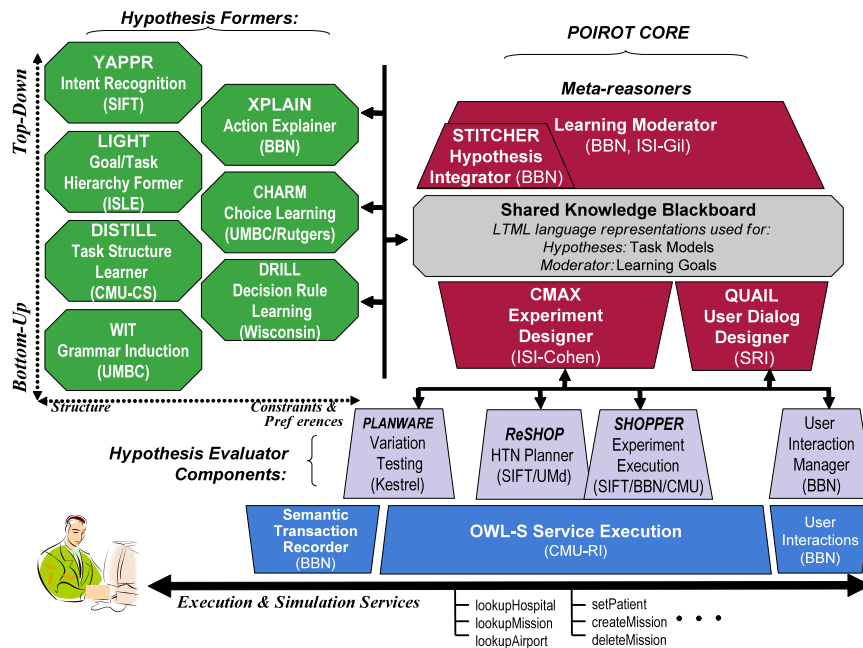 Hypothesis Formers:
POIROT CORE
Top-Down
Bottom-Up
YAPPR
Intent Recognition
(SIFT)
XPLAIN
Action Explainer
(BBN)
LIGHT
Goal/Task
Hierarchy Former
(ISLE)
CHARM
Choice Learning
(UMBC/Rutgers)
DISTILL
Task Structure
Learner
(CMU-CS)
DRILL
Decision Rule
Learning
(Wisconsin)
WIT
Grammar Induction
(UMBC)
Structure
Constraints &
Pref erences
Meta-reasoners
Learning Moderator
(BBN, ISI-Gil)
STITCHER
Hypothesis
Integrator (BBN)
Shared Knowledge Blackboard
LTML language representations used for:
Hypotheses: Task Models
Moderator: Learning Goals
CMAX
Experiment
Designer
(ISI-Cohen)
QUAIL
User Dialog
Designer
(SRI)
Hypothesis Evaluator
Components:
PLANWARE
Variation
Testing
(Kestrel)
ReSHOP
HTN Planner
(SIFT/UMd)
SHOPPER
Experiment
Execution
(SIFT/BBN/CMU)
User
Interaction
Manager
(BBN)
Semantic
Transaction
Recorder
(BBN)
OWL-S Service Execution
(CMU-RI)
User
Interactions
(BBN)
Execution & Simulation Services
lookupHospital
lookupMission
lookupAirport
setPatient
createMission
deleteMission
• • •